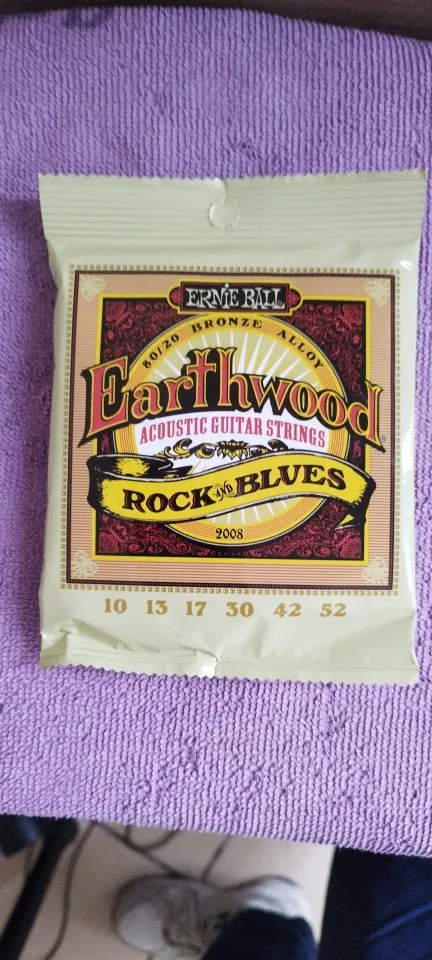 ERNIE BALL
80/20 BRONZE ALLOY
Earthwood
ACOUSTIC GUITAR STRINGS
ROCK AND BLUES
2008
10 13 17 30 42 52